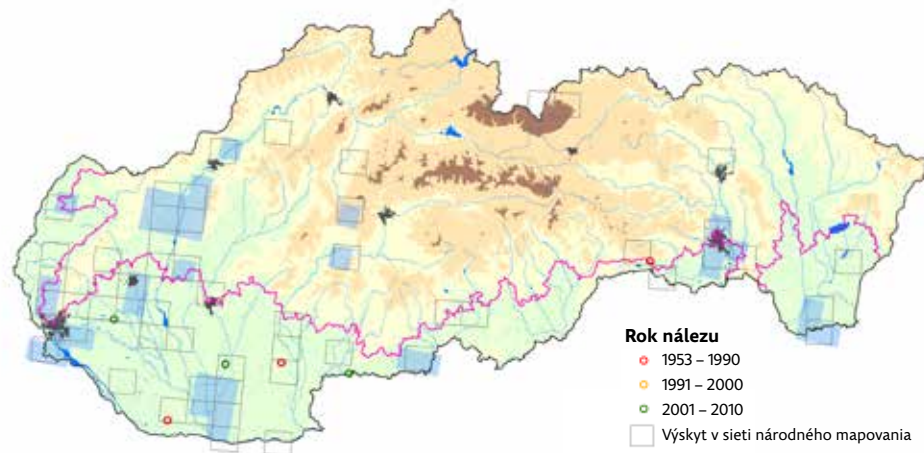 Rok nálezu
1953 – 1990
1991 – 2000
2001 – 2010
Výskyt v sieti národného mapovania